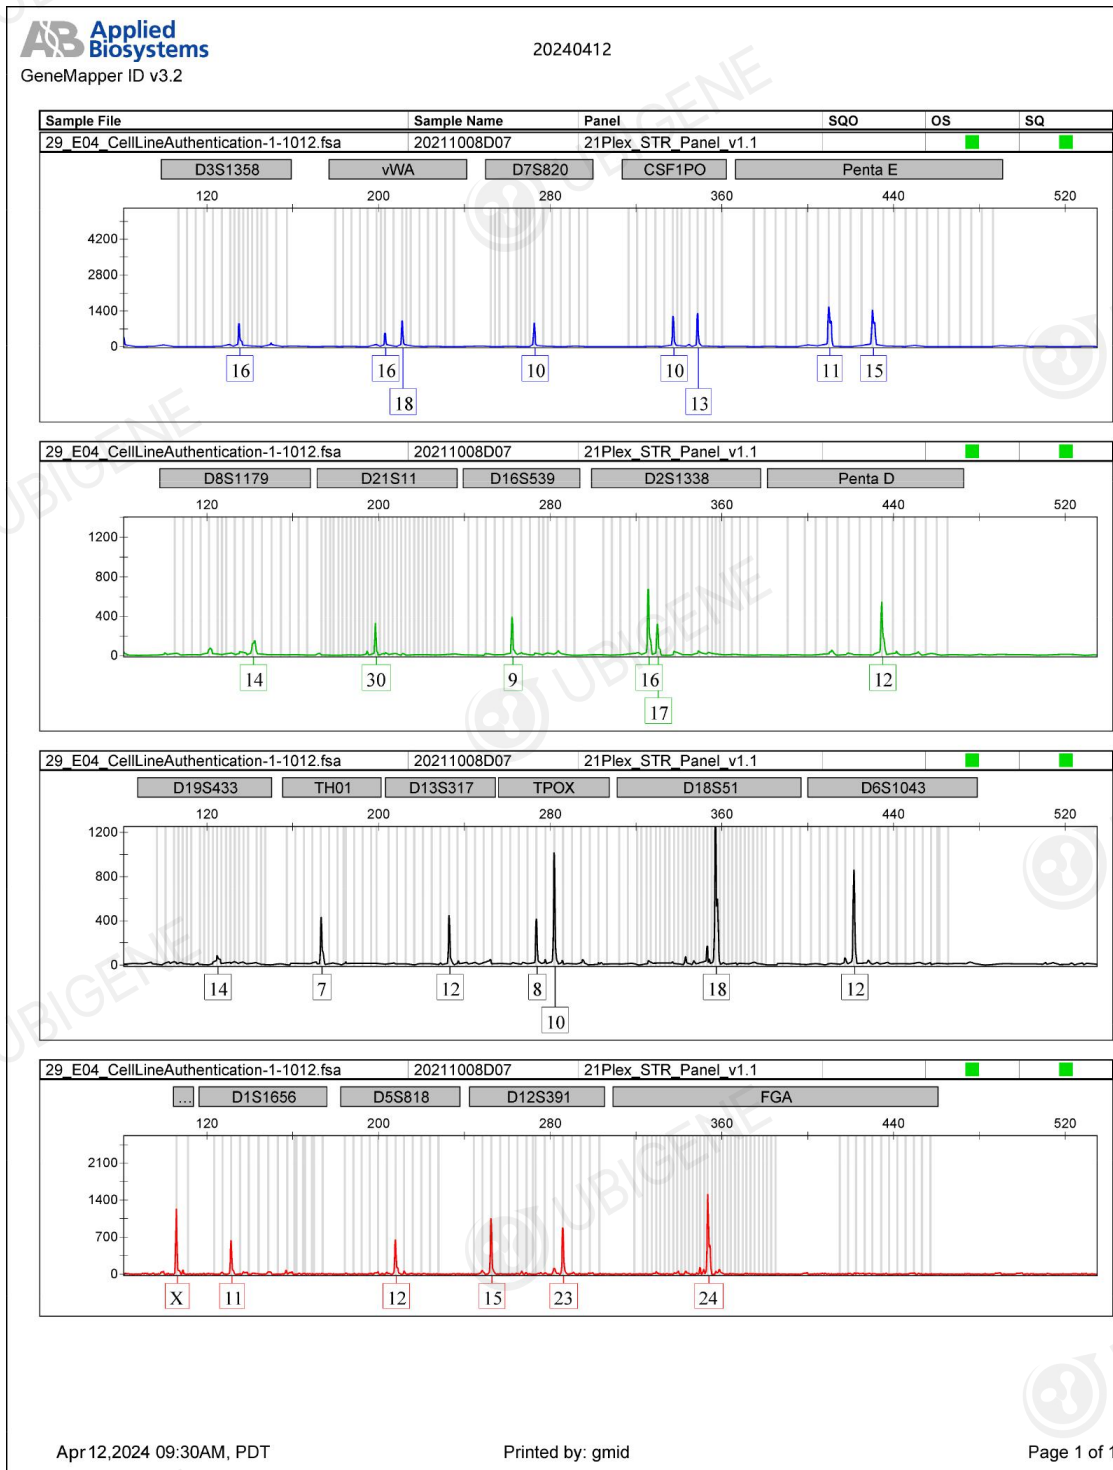 AB Applied Biosystems
GeneMapper ID v3.2
20240412
Sample File Sample Name Panel SQO OS SQ
29_E04_CellLineAuthentication-1-1012.fsa 20211008D07 21Plex_STR_Panel_v1.1
D3S1358 vWA D7S820 CSF1PO Penta E
120 200 280 360 440 520
4200
2800
1400
0
16 16 10 10 11 15
18 13
29_E04_CellLineAuthentication-1-1012.fsa 20211008D07 21Plex_STR_Panel_v1.1
D8S1179 D21S11 D16S539 D2S1338 Penta D
120 200 280 360 440 520
1200
800
400
0
14 30 9 16 12
17
29_E04_CellLineAuthentication-1-1012.fsa 20211008D07 21Plex_STR_Panel_v1.1
D19S433 TH01 D13S317 TPOX D18S51 D6S1043
120 200 280 360 440 520
1200
800
400
0
14 7 12 8 18 12
10
29_E04_CellLineAuthentication-1-1012.fsa 20211008D07 21Plex_STR_Panel_v1.1
... D1S1656 D5S818 D12S391 FGA
120 200 280 360 440 520
2100
1400
700
0
X 11 12 15 23 24
Apr 12,2024 09:30AM, PDT Printed by: gmid Page 1 of 1
UBIGENE
UBIGENE
UBIGENE
UBIGENE
UBIGENE